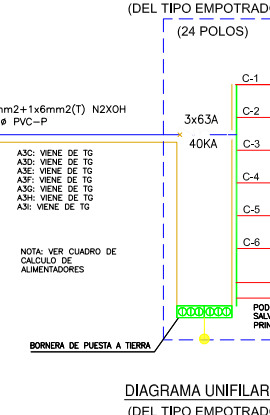 (DEL TIPO EMPOTRADO
(24 POLOS)
C-1
mm2+1x6mm2(T) N2XOH
ø PVC-P
C-2
3x63A
40KA
C-3
A3C: VIENE DE TG
A3D: VIENE DE TG
A3E: VIENE DE TG
A3F: VIENE DE TG
A3G: VIENE DE TG
A3H: VIENE DE TG
A3I: VIENE DE TG
C-4
C-5
C-6
NOTA: VER CUADRO DE
CALCULO DE
ALIMENTADORES
POD
SALV
PRIN
BORNERA DE PUESTA A TIERRA
DIAGRAMA UNIFILAR
(DEL TIPO EMPOTRADO